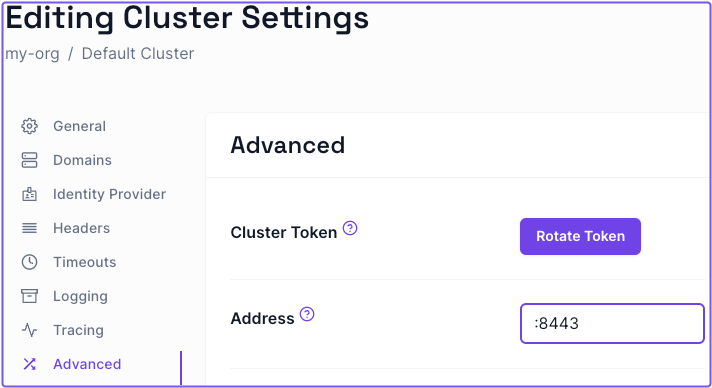 Editing Cluster Settings
my-org / Default Cluster
General
Domains
Identity Provider
Headers
Timeouts
Logging
Tracing
Advanced
Advanced
Cluster Token ?
Rotate Token
Address ?
:8443